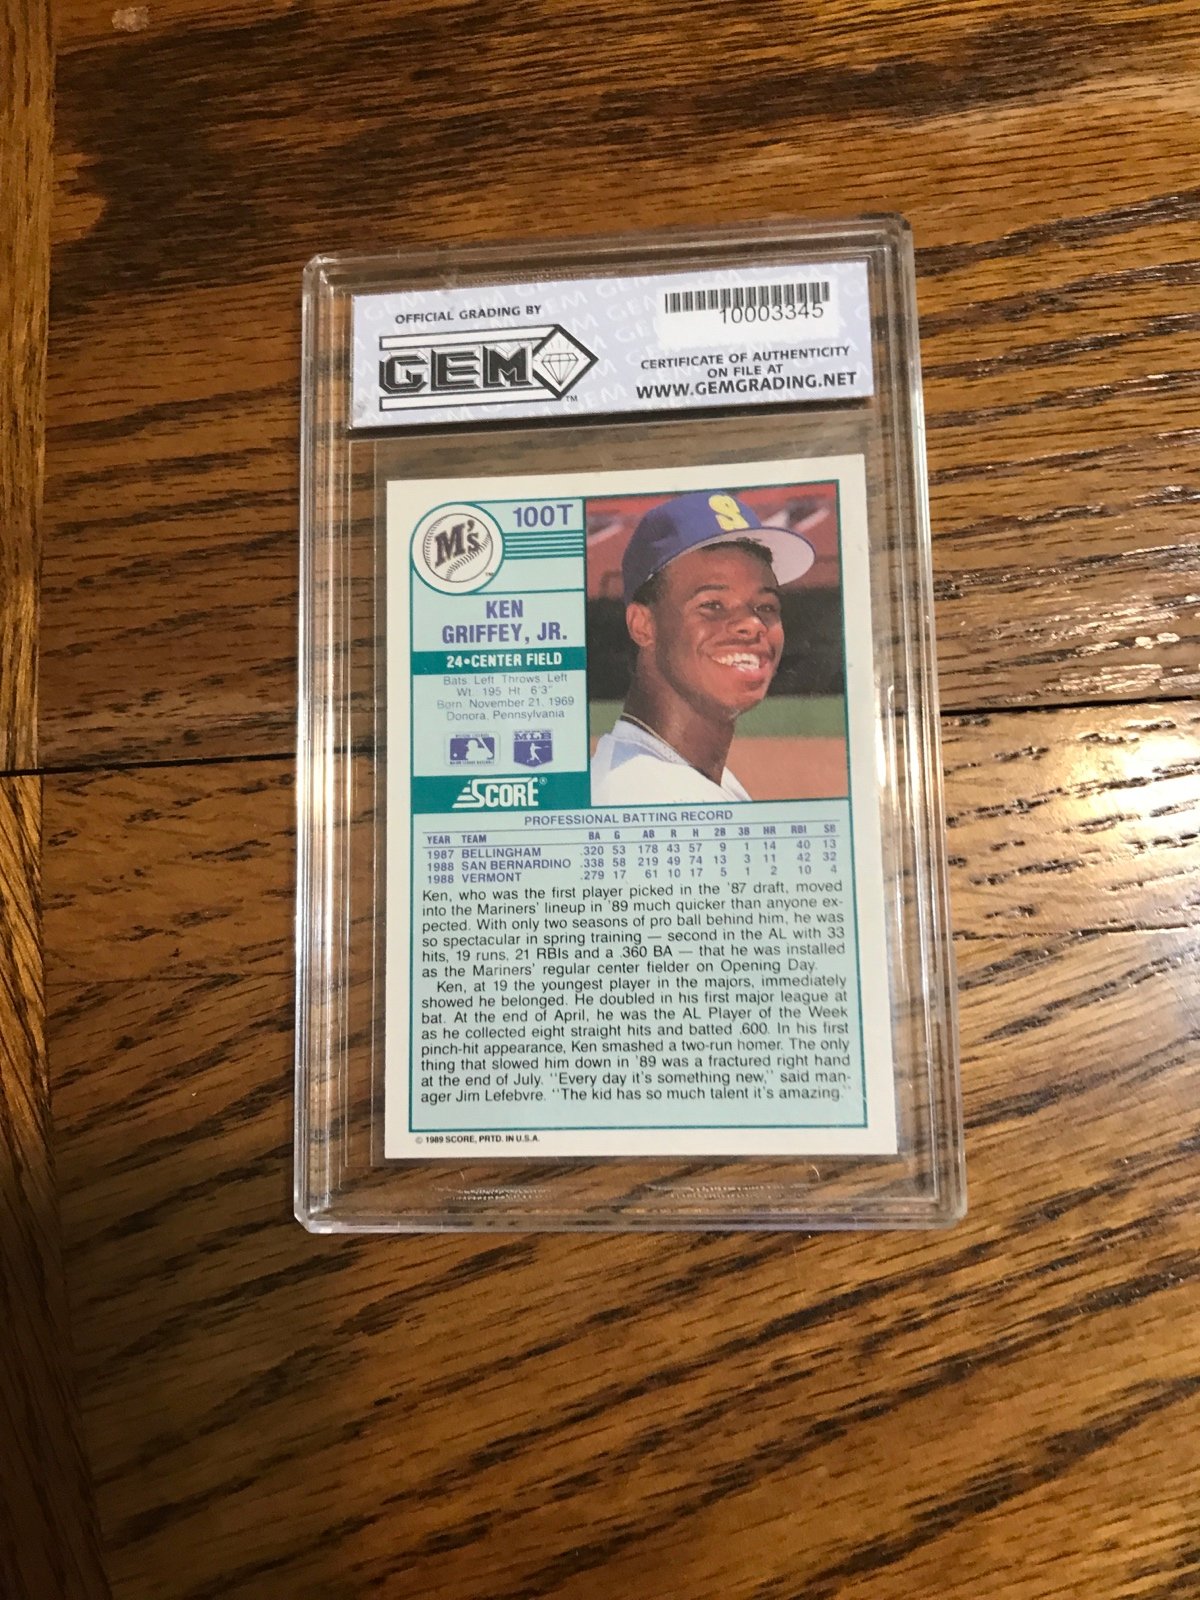 OFFICIAL GRADING BY
GEM
TM
10003345
CERTIFICATE OF AUTHENTICITY
ON FILE AT
WWW.GEMGRADING.NET
M's
TM
100T
S
KEN
GRIFFEY, JR.
24•CENTER FIELD
Bats: Left Throws: Left
Wt: 195 Ht: 6'3"
Born: November 21, 1969
Donora, Pennsylvania
MAJOR LEAGUE BASEBALL
MLB
SCORE®
PROFESSIONAL BATTING RECORD
YEAR TEAM BA G AB R H 2B 3B HR RBI SB
1987 BELLINGHAM .320 53 178 43 57 9 1 14 40 13
1988 SAN BERNARDINO .338 58 219 49 74 13 3 11 42 32
1988 VERMONT .279 17 61 10 17 5 1 2 10 4
Ken, who was the first player picked in the '87 draft, moved
into the Mariners' lineup in '89 much quicker than anyone ex-
pected. With only two seasons of pro ball behind him, he was
so spectacular in spring training — second in the AL with 33
hits, 19 runs, 21 RBIs and a .360 BA — that he was installed
as the Mariners' regular center fielder on Opening Day.
Ken, at 19 the youngest player in the majors, immediately
showed he belonged. He doubled in his first major league at
bat. At the end of April, he was the AL Player of the Week
as he collected eight straight hits and batted .600. In his first
pinch-hit appearance, Ken smashed a two-run homer. The only
thing that slowed him down in '89 was a fractured right hand
at the end of July. "Every day it's something new," said man-
ager Jim Lefebvre. "The kid has so much talent it's amazing."
© 1989 SCORE, PRTD. IN U.S.A.